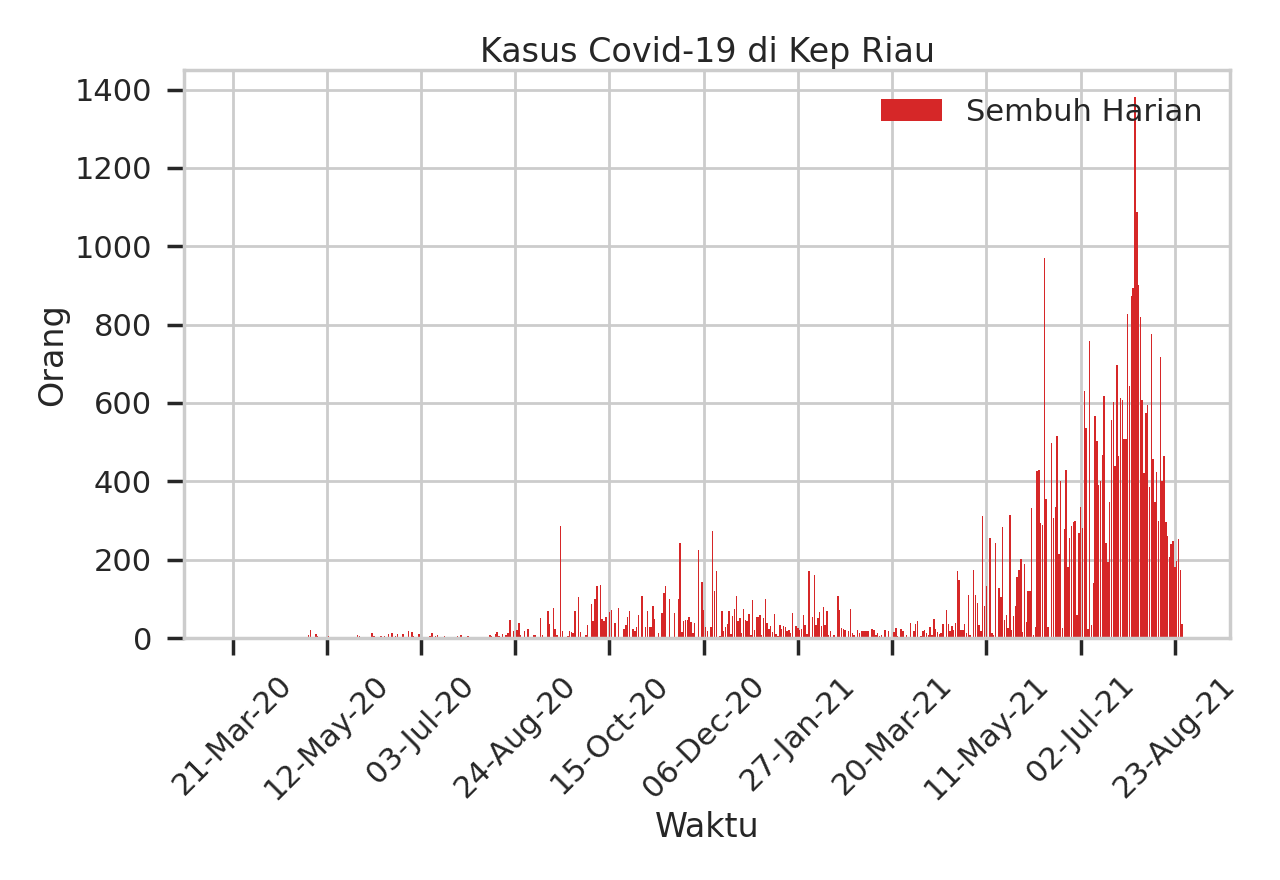 Kasus Covid-19 di Kep Riau
Sembuh Harian
Orang
1400
1200
1000
800
600
400
200
0
21-Mar-20
12-May-20
03-Jul-20
24-Aug-20
15-Oct-20
06-Dec-20
27-Jan-21
20-Mar-21
11-May-21
02-Jul-21
23-Aug-21
Waktu